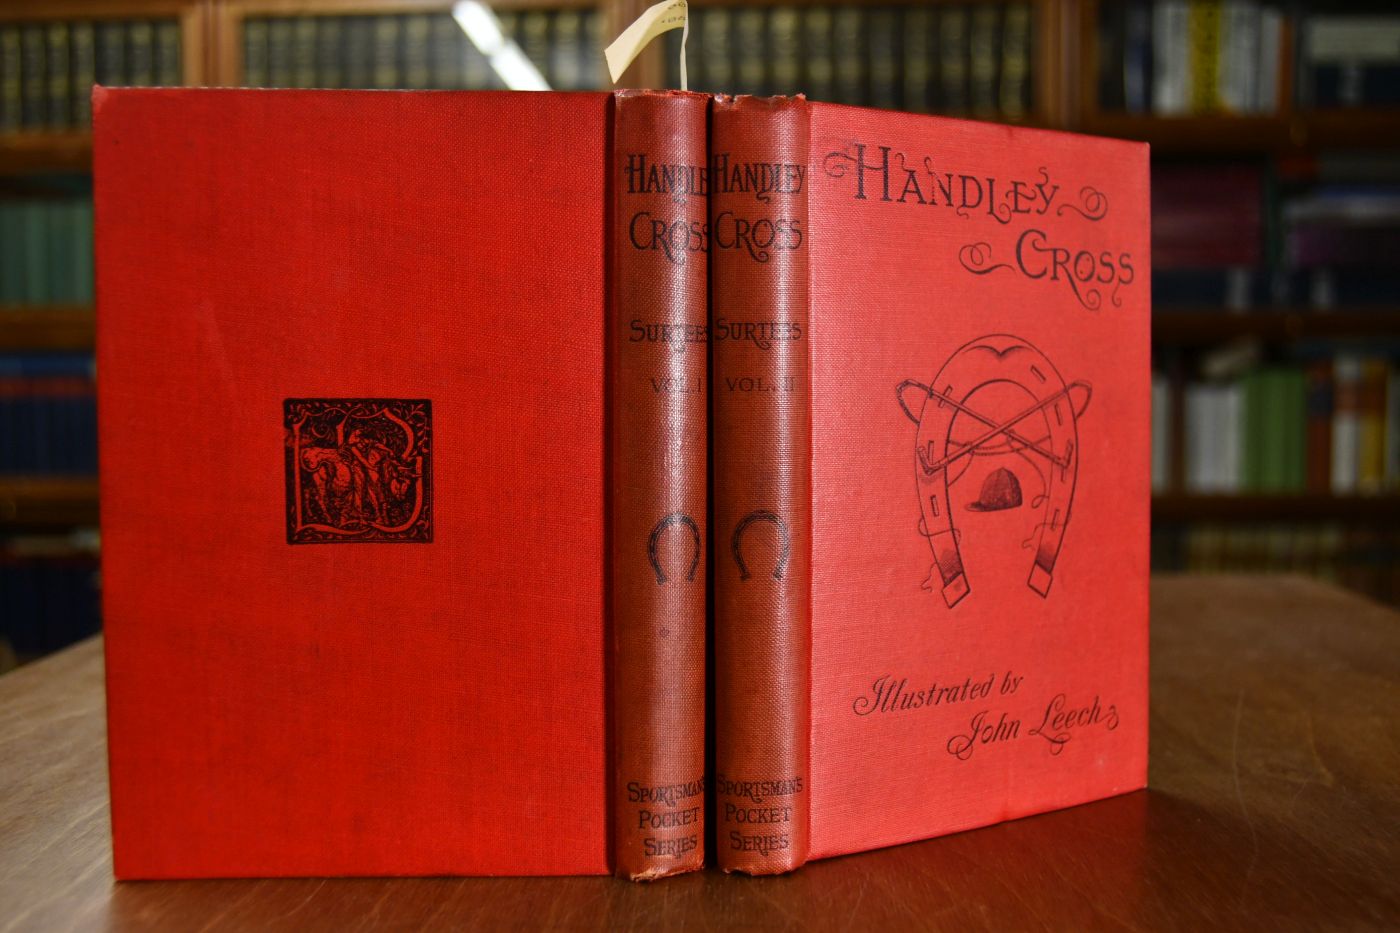 HANDLEY
CROSS
SURTEES
VOL. I
SPORTSMAN'S
POCKET
SERIES
HANDLEY
CROSS
SURTEES
VOL. II
SPORTSMAN'S
POCKET
SERIES
HANDLEY
CROSS
Illustrated by
John Leech